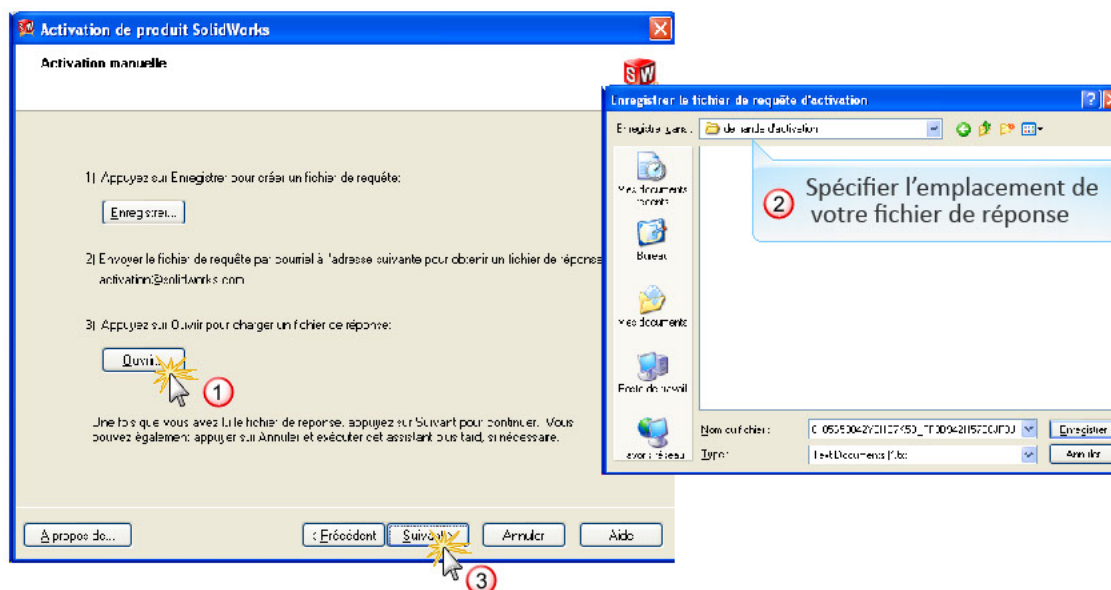 Activation de produit SolidWorks
Activation manuelle
1) Appuyez sur Enregistrer pour créer un fichier de requête:
Enregistrer...
2) Envoyer le fichier de requête par courriel à l'adresse suivante pour obtenir un fichier de réponse
activation@solidworks.com
3) Appuyez sur Ouvrir pour charger un fichier de réponse:
Ouvrir...
1
Une fois que vous avez lu le fichier de reponse, appuyez sur Suivant pour continuer. Vous
pouvez également appuyer sur Annuler et exécuter cet assistant plus tard, si nécessaire.
A propos de...
< Précédent
Suivant >
Annuler
Aide
3
SW
Enregistrer le fichier de requête d'activation
Enregistrer dans :
demande d'activation
2 Spécifier l'emplacement de
votre fichier de réponse
Mes documents
récents
Bureau
Mes documents
Poste de travail
Favoris réseau
Nom du fichier :
Enregistrer
Type :
Text Documents (*.txt
Annuler